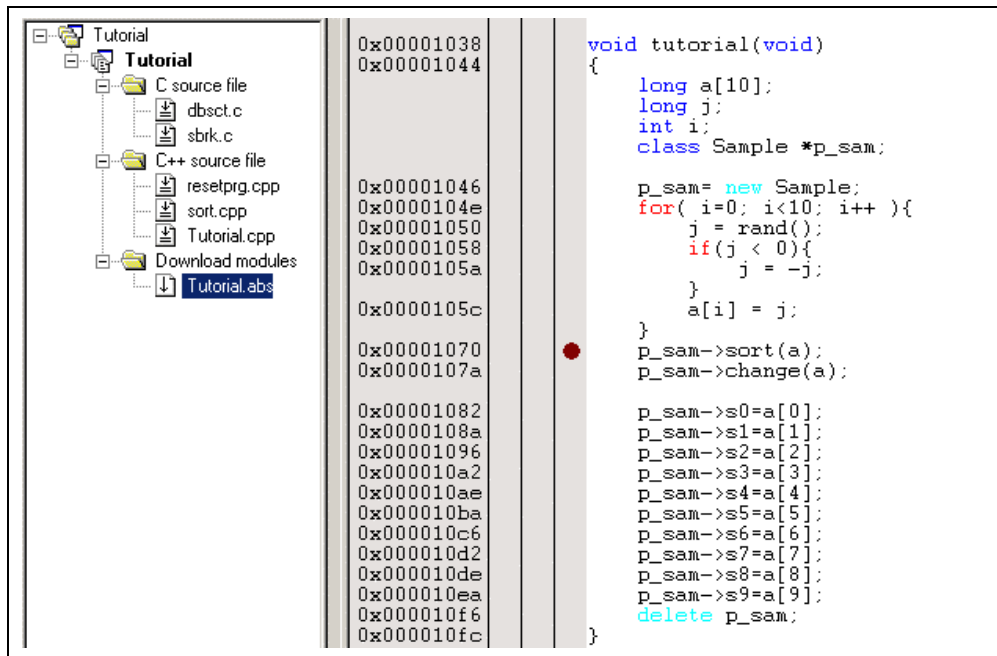 Tutorial
Tutorial
C source file
dbsct.c
sbrk.c
C++ source file
resetprg.cpp
sort.cpp
Tutorial.cpp
Download modules
Tutorial.abs
0x00001038 void tutorial(void)
0x00001044 {
long a[10];
long j;
int i;
class Sample *p_sam;
0x00001046 p_sam= new Sample;
0x0000104e for( i=0; i<10; i++ ){
0x00001050 j = rand();
0x00001058 if(j < 0){
0x0000105a j = -j;
}
0x0000105c a[i] = j;
}
0x00001070 p_sam->sort(a);
0x0000107a p_sam->change(a);
0x00001082 p_sam->s0=a[0];
0x0000108a p_sam->s1=a[1];
0x00001096 p_sam->s2=a[2];
0x000010a2 p_sam->s3=a[3];
0x000010ae p_sam->s4=a[4];
0x000010ba p_sam->s5=a[5];
0x000010c6 p_sam->s6=a[6];
0x000010d2 p_sam->s7=a[7];
0x000010de p_sam->s8=a[8];
0x000010ea p_sam->s9=a[9];
0x000010f6 delete p_sam;
0x000010fc }